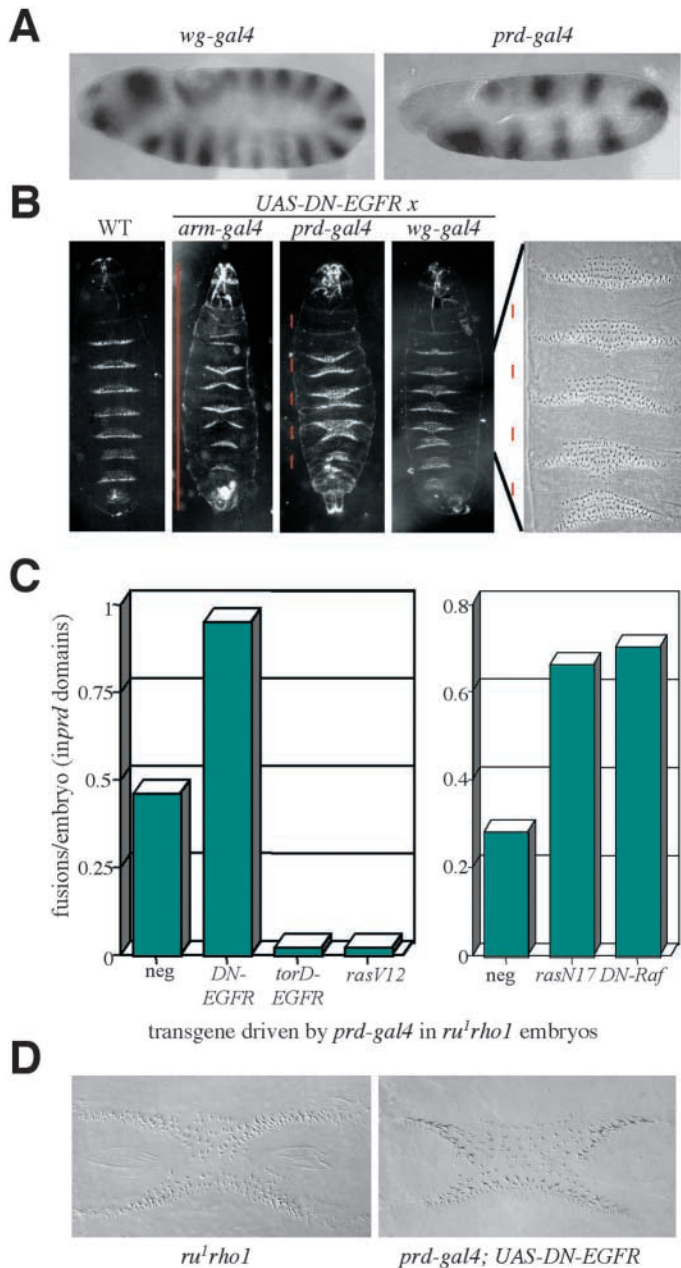 A
wg-gal4 prd-gal4
B
UAS-DN-EGFR x
WT arm-gal4 prd-gal4 wg-gal4
C
fusions/embryo (in prd domains)
1
0.75
0.5
0.25
0
neg DN-EGFR torD-EGFR rasV12
0.8
0.6
0.4
0.2
0
neg rasN17 DN-Raf
transgene driven by prd-gal4 in ru¹rho1 embryos
D
ru¹rho1 prd-gal4; UAS-DN-EGFR